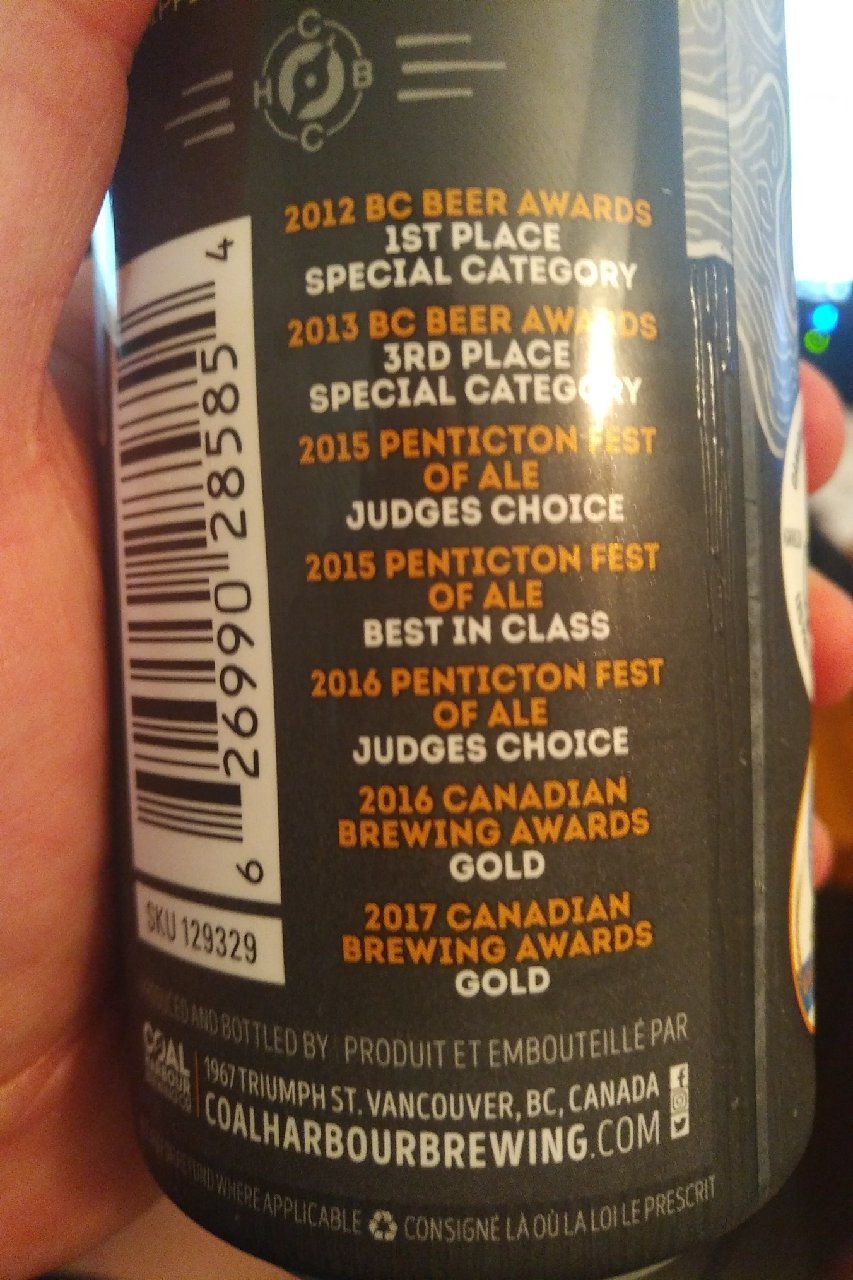 C
H B
C
2012 BC BEER AWARDS
1ST PLACE
SPECIAL CATEGORY
2013 BC BEER AWARDS
3RD PLACE
SPECIAL CATEGORY
2015 PENTICTON FEST
OF ALE
JUDGES CHOICE
2015 PENTICTON FEST
OF ALE
BEST IN CLASS
2016 PENTICTON FEST
OF ALE
JUDGES CHOICE
2016 CANADIAN
BREWING AWARDS
GOLD
2017 CANADIAN
BREWING AWARDS
GOLD
6 26990 28585 4
SKU 129329
PRODUCED AND BOTTLED BY PRODUIT ET EMBOUTEILLÉ PAR
COAL
HARBOUR
1967 TRIUMPH ST. VANCOUVER, BC, CANADA
COALHARBOURBREWING.COM
REFUND WHERE APPLICABLE CONSIGNÉ LÀ OÙ LA LOI LE PRESCRIT